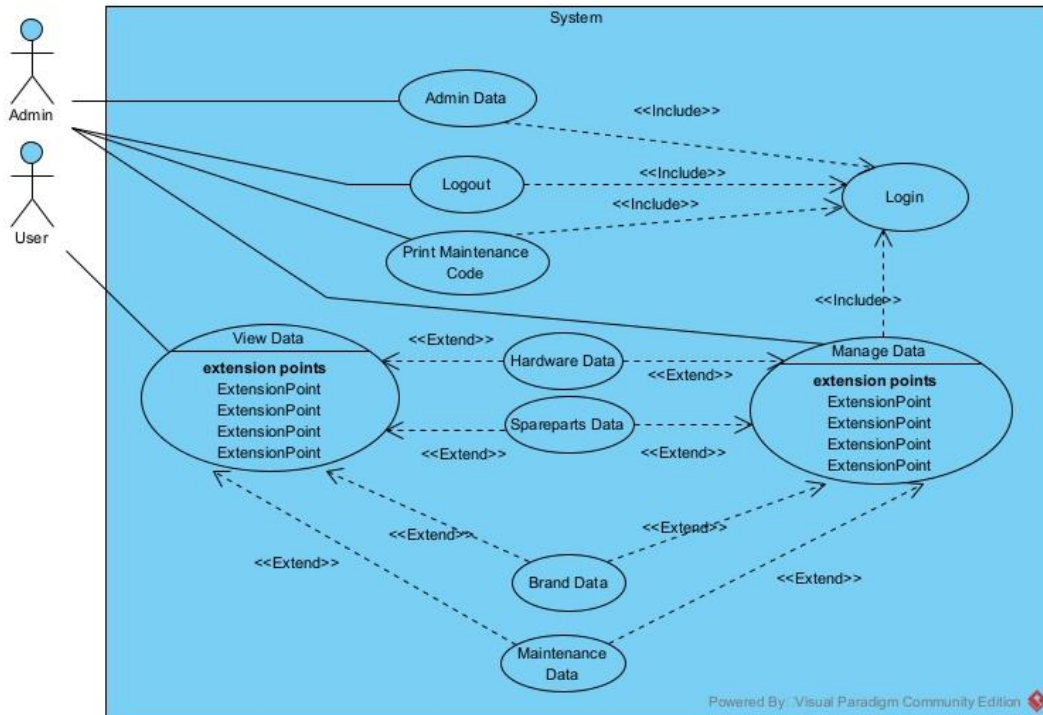 System
Admin
User
Admin Data
<<Include>>
Logout
<<Include>>
Login
<<Include>>
Print Maintenance
Code
<<Include>>
View Data
extension points
ExtensionPoint
ExtensionPoint
ExtensionPoint
ExtensionPoint
<<Extend>>
Hardware Data
<<Extend>>
Manage Data
extension points
ExtensionPoint
ExtensionPoint
ExtensionPoint
ExtensionPoint
Spareparts Data
<<Extend>>
<<Extend>>
<<Extend>>
<<Extend>>
Brand Data
<<Extend>>
<<Extend>>
Maintenance
Data
Powered By: Visual Paradigm Community Edition